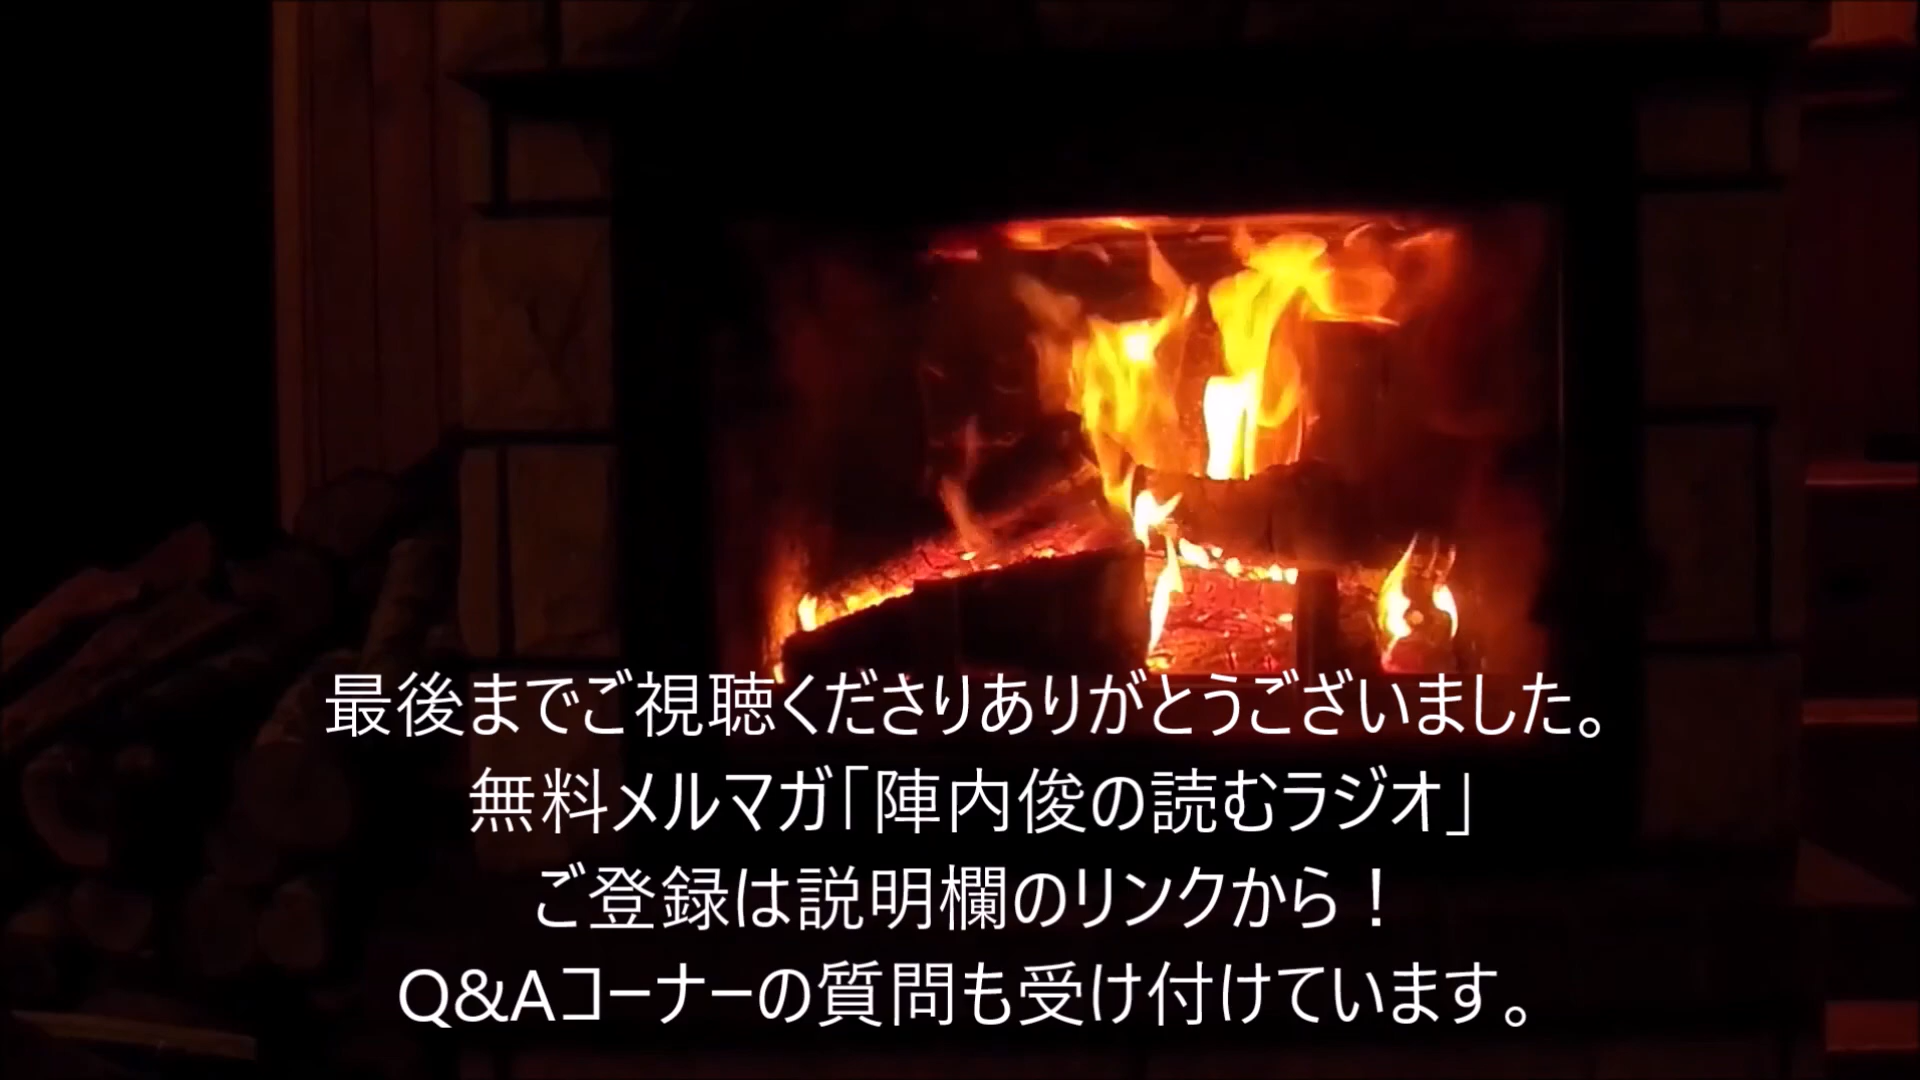 最後までご視聴くださりありがとうございました。
無料メルマガ「陣内俊の読むラジオ」
ご登録は説明欄のリンクから！
Q&Aコーナーの質問も受け付けています。